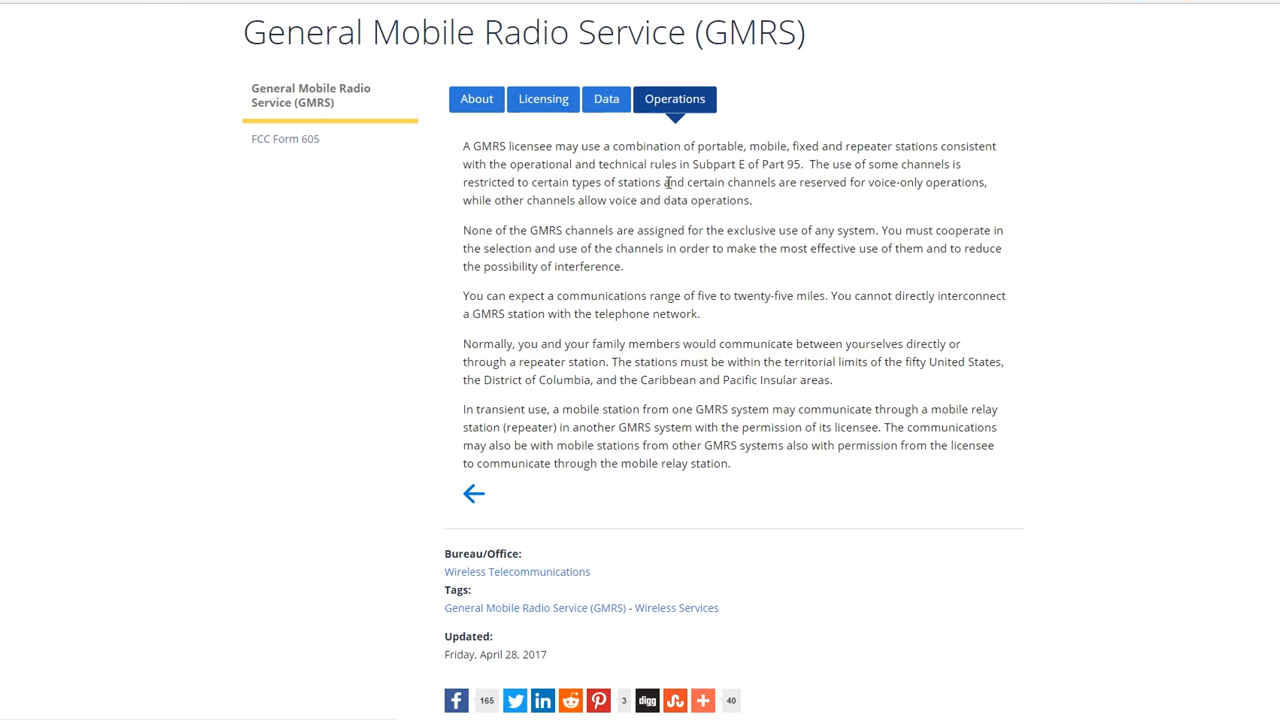 General Mobile Radio Service (GMRS)
General Mobile Radio
Service (GMRS)
FCC Form 605
About Licensing Data Operations
A GMRS licensee may use a combination of portable, mobile, fixed and repeater stations consistent
with the operational and technical rules in Subpart E of Part 95.  The use of some channels is
restricted to certain types of stations and certain channels are reserved for voice-only operations,
while other channels allow voice and data operations.
None of the GMRS channels are assigned for the exclusive use of any system. You must cooperate in
the selection and use of the channels in order to make the most effective use of them and to reduce
the possibility of interference.
You can expect a communications range of five to twenty-five miles. You cannot directly interconnect
a GMRS station with the telephone network.
Normally, you and your family members would communicate between yourselves directly or
through a repeater station. The stations must be within the territorial limits of the fifty United States,
the District of Columbia, and the Caribbean and Pacific Insular areas.
In transient use, a mobile station from one GMRS system may communicate through a mobile relay
station (repeater) in another GMRS system with the permission of its licensee. The communications
may also be with mobile stations from other GMRS systems also with permission from the licensee
to communicate through the mobile relay station.
Bureau/Office:
Wireless Telecommunications
Tags:
General Mobile Radio Service (GMRS) - Wireless Services
Updated:
Friday, April 28, 2017
165 3 digg 40